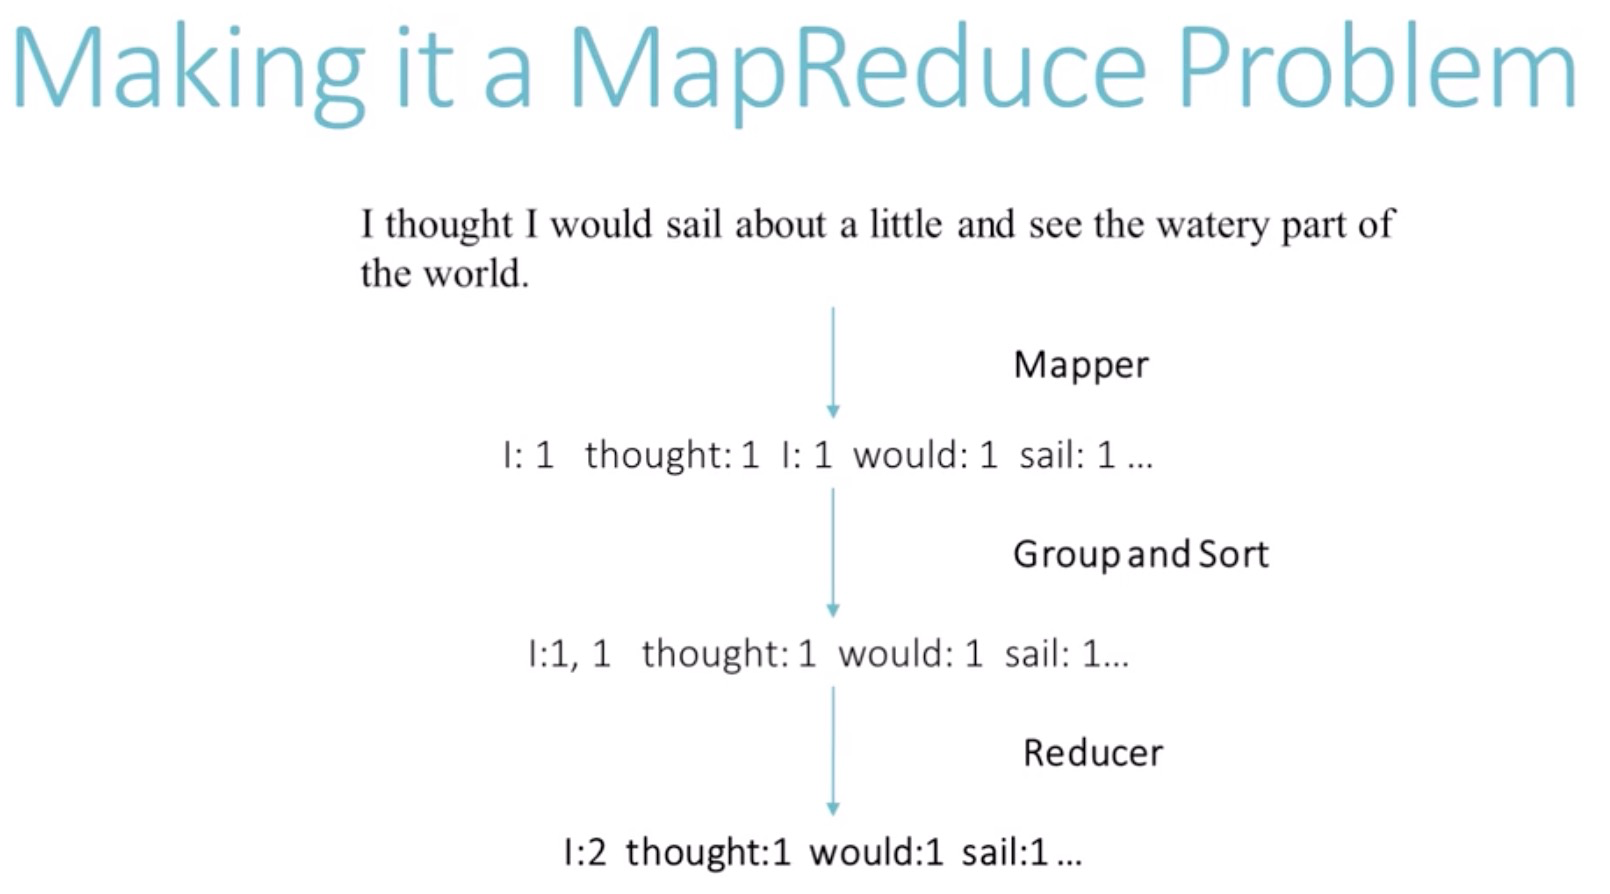 Making it a MapReduce Problem
I thought I would sail about a little and see the watery part of
the world.
Mapper
I: 1 thought: 1 I: 1 would: 1 sail: 1 ...
Group and Sort
I:1, 1 thought: 1 would: 1 sail: 1...
Reducer
I:2 thought:1 would:1 sail:1 ...